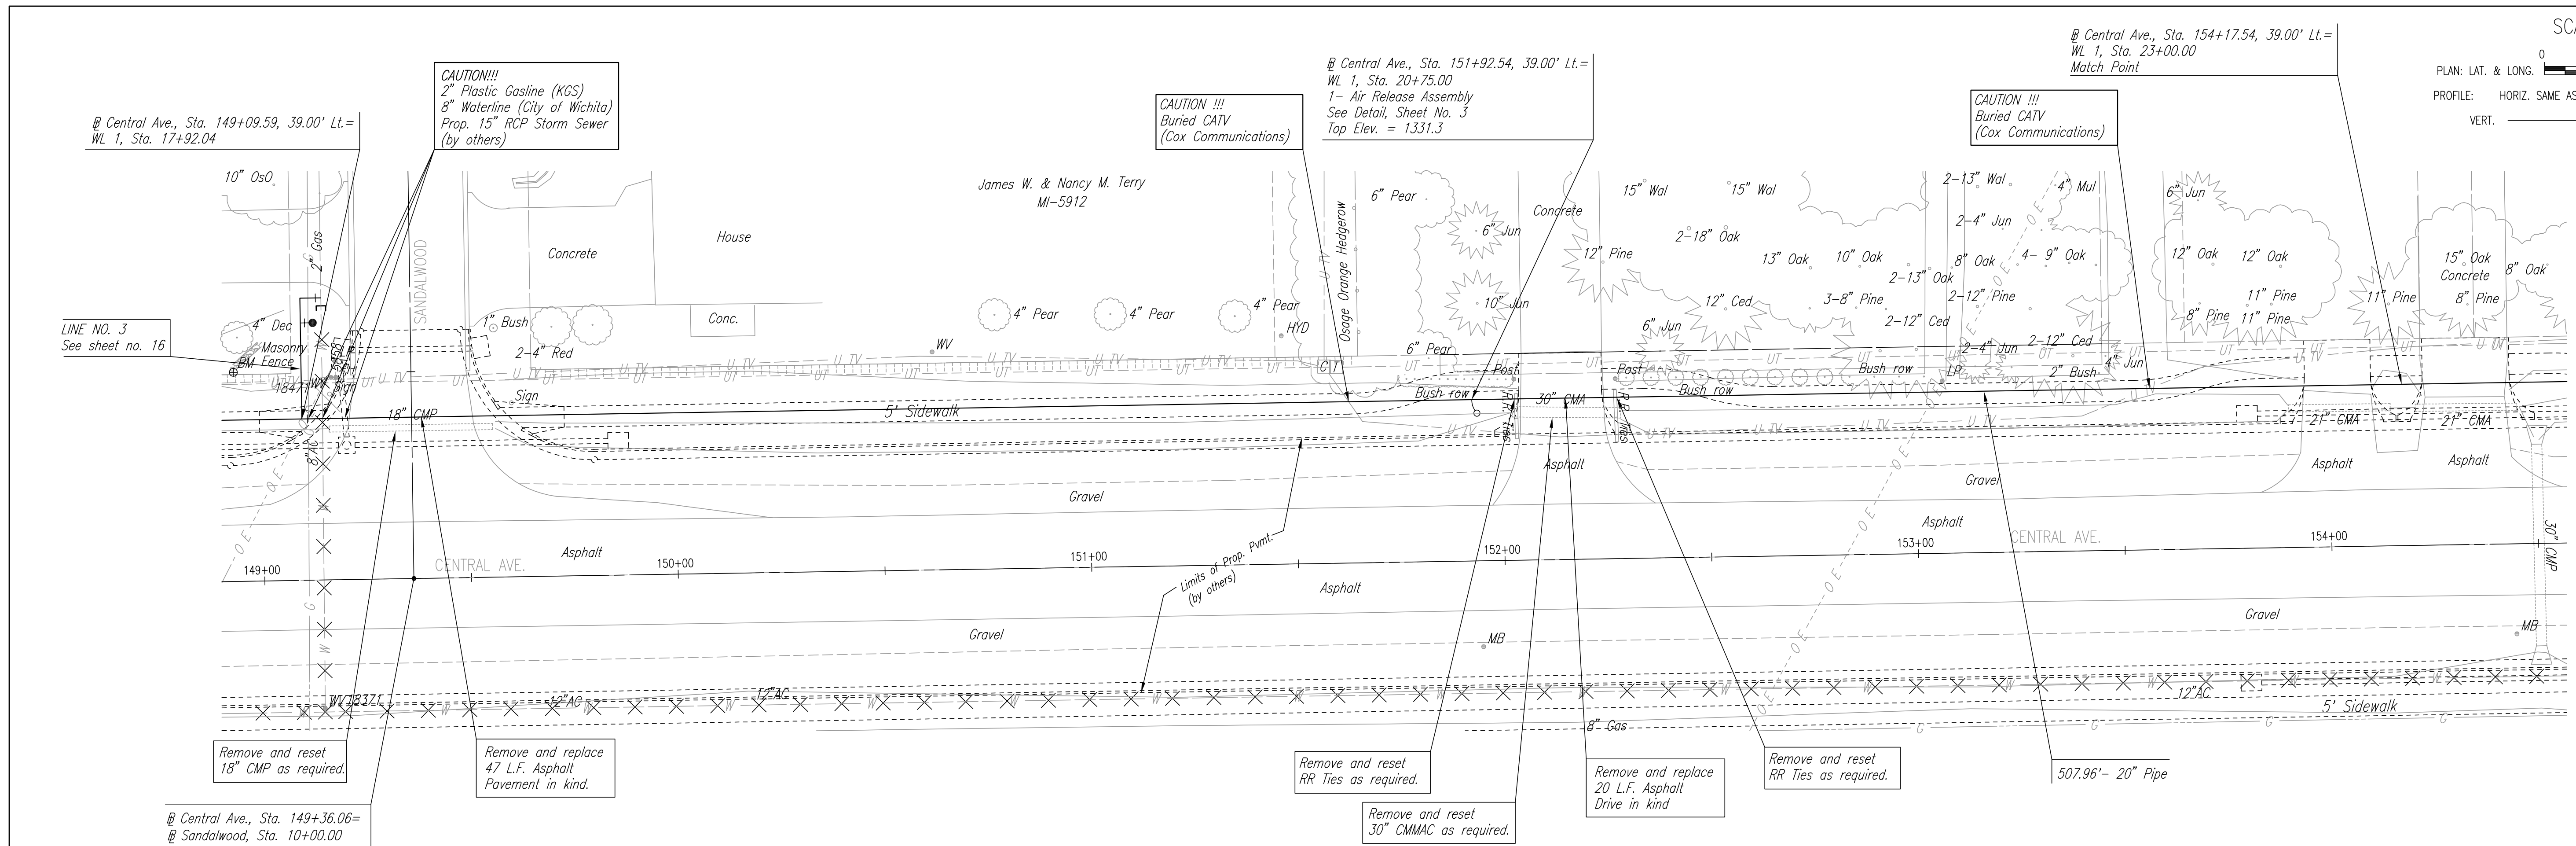 SCA
0
PLAN: LAT. & LONG.
PROFILE: HORIZ. SAME AS
VERT.
℄ Central Ave., Sta. 154+17.54, 39.00' Lt.=
WL 1, Sta. 23+00.00
Match Point
℄ Central Ave., Sta. 151+92.54, 39.00' Lt.=
WL 1, Sta. 20+75.00
1- Air Release Assembly
See Detail, Sheet No. 3
Top Elev. = 1331.3
CAUTION!!!
2" Plastic Gasline (KGS)
8" Waterline (City of Wichita)
Prop. 15" RCP Storm Sewer
(by others)
CAUTION !!!
Buried CATV
(Cox Communications)
CAUTION !!!
Buried CATV
(Cox Communications)
℄ Central Ave., Sta. 149+09.59, 39.00' Lt.=
WL 1, Sta. 17+92.04
10" OsO
James W. & Nancy M. Terry
MI-5912
House
Concrete
Conc.
2" Gas
SANDALWOOD
Osage Orange Hedgerow
6" Pear
6" Jun
10" Jun
Concrete
12" Pine
15" Wal
15" Wal
2-18" Oak
13" Oak
10" Oak
2-13" Oak
8" Oak
4- 9" Oak
2-13" Wal
4" Mul
2-4" Jun
6" Jun
12" Oak
12" Oak
15" Oak
Concrete
8" Oak
12" Ced
3-8" Pine
2-12" Pine
2-12" Ced
11" Pine
8" Pine
11" Pine
11" Pine
8" Pine
LINE NO. 3
See sheet no. 16
4" Dec
Masonry
Fence
BM
1" Bush
2-4" Red
4" Pear
4" Pear
4" Pear
HYD
WV
6" Pear
6" Jun
2-4" Jun
2-12" Ced
4" Jun
2" Bush
LP
Bush row
Bush row
Bush row
Post
Post
Sign
Sign
18" CMP
5' Sidewalk
30" CMA
21" CMA
21" CMA
8" AC
RR Ties
RR Ties
Asphalt
Asphalt
Asphalt
Gravel
Gravel
Asphalt
30" CMP
CENTRAL AVE.
Asphalt
CENTRAL AVE.
149+00
150+00
151+00
152+00
153+00
154+00
Limits of Prop. Pvmt.
(by others)
Asphalt
Gravel
Gravel
MB
MB
WV18371
12"AC
12"AC
12"AC
5' Sidewalk
8" Gas
Remove and reset
18" CMP as required.
Remove and replace
47 L.F. Asphalt
Pavement in kind.
Remove and reset
RR Ties as required.
Remove and reset
30" CMMAC as required.
Remove and replace
20 L.F. Asphalt
Drive in kind
Remove and reset
RR Ties as required.
507.96'- 20" Pipe
℄ Central Ave., Sta. 149+36.06=
℄ Sandalwood, Sta. 10+00.00